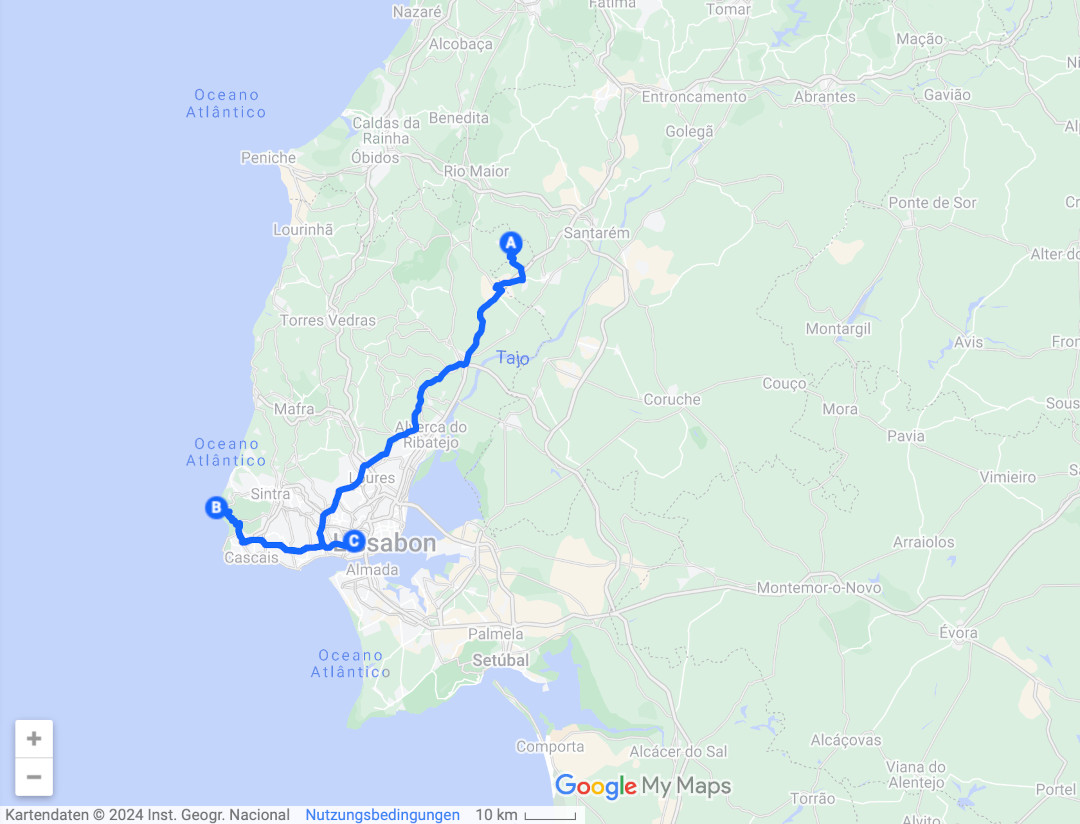 Nazaré
Fátima
Tomar
Alcobaça
Mação
Oceano
Atlântico
Entroncamento
Abrantes
Gavião
Caldas da
Rainha
Benedita
Golegã
Peniche
Óbidos
Rio Maior
Ponte de Sor
Lourinhã
Santarém
A
Alter do
Torres Vedras
Montargil
Avis
Tajo
Couço
Coruche
Mora
Mafra
Alverca do
Ribatejo
Pavia
Oceano
Atlântico
Loures
Vimieiro
Sintra
B
C
Lissabon
Arraiolos
Cascais
Almada
Montemor-o-Novo
Palmela
Évora
Setúbal
Oceano
Atlântico
Comporta
Alcácer do Sal
Alcáçovas
Viana do
Alentejo
Torrão
Portel
Alvito
+
−
Google My Maps
Kartendaten © 2024 Inst. Geogr. Nacional Nutzungsbedingungen 10 km